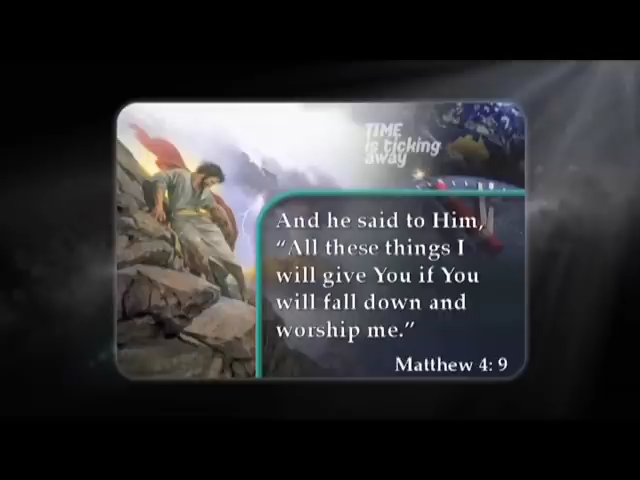 TIME
is ticking
away
And he said to Him,
“All these things I
will give You if You
will fall down and
worship me.”
Matthew 4: 9